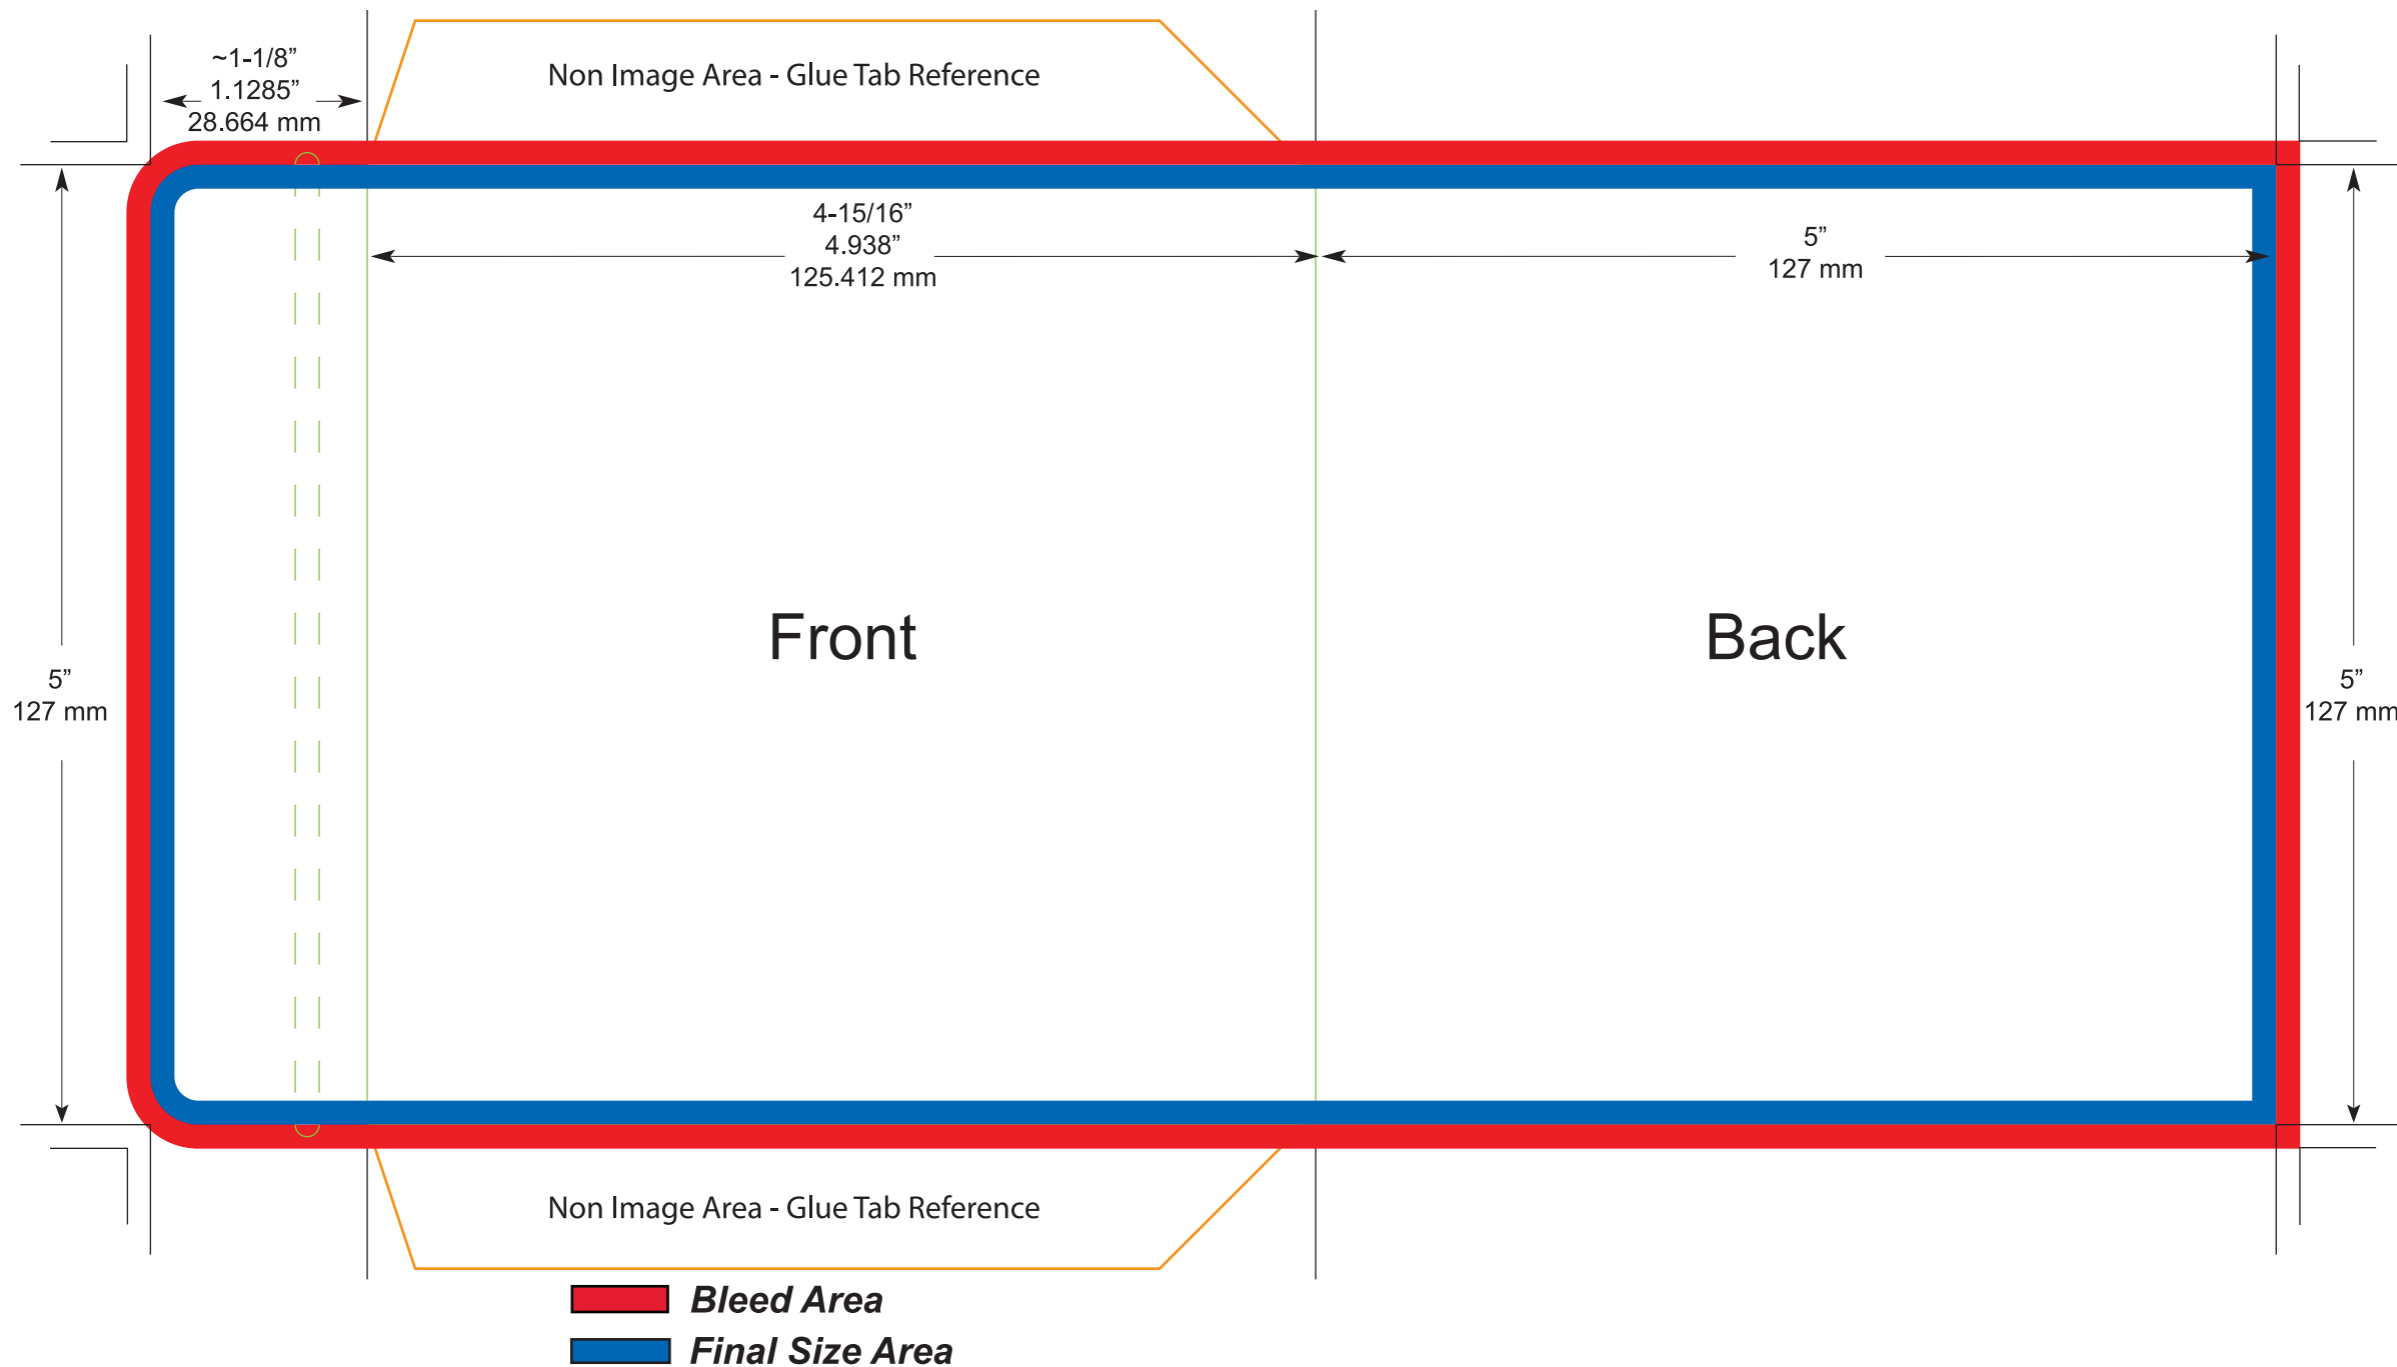 ~1-1/8”
1.1285”
28.664 mm
Non Image Area - Glue Tab Reference
4-15/16”
4.938”
125.412 mm
5”
127 mm
Front
Back
5”
127 mm
5”
127 mm
Non Image Area - Glue Tab Reference
Bleed Area
Final Size Area